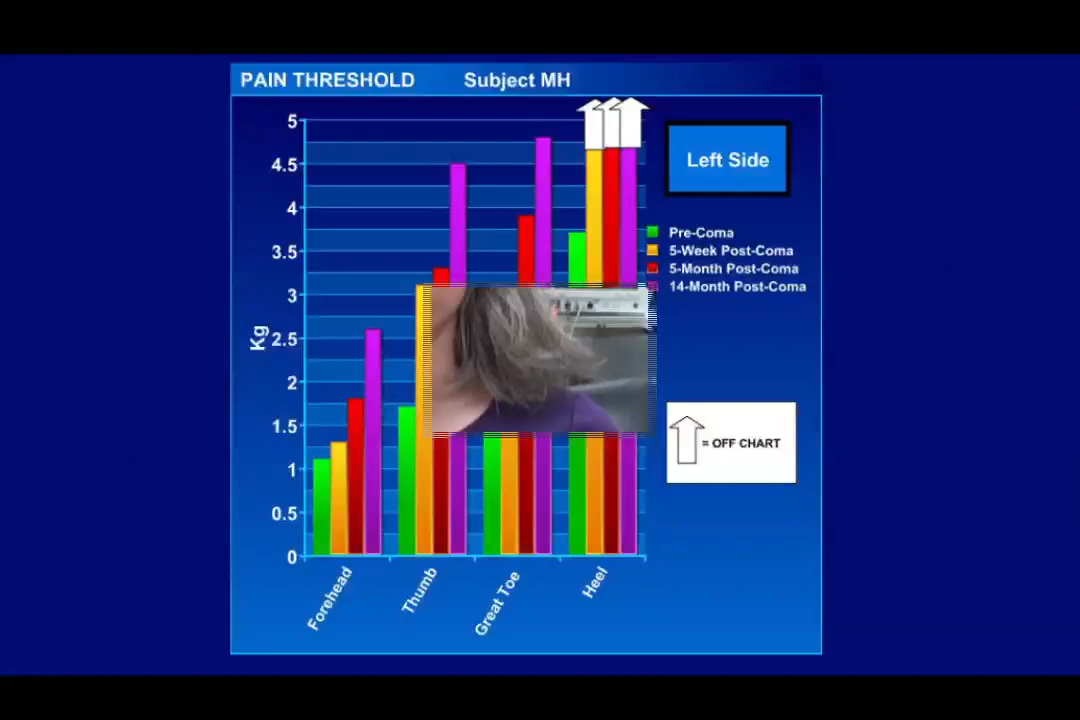 PAIN THRESHOLD Subject MH
5
4.5
4
3.5
3
2.5
2
1.5
1
0.5
0
Kg
Forehead
Thumb
Great Toe
Heel
Left Side
Pre-Coma
5-Week Post-Coma
5-Month Post-Coma
14-Month Post-Coma
= OFF CHART